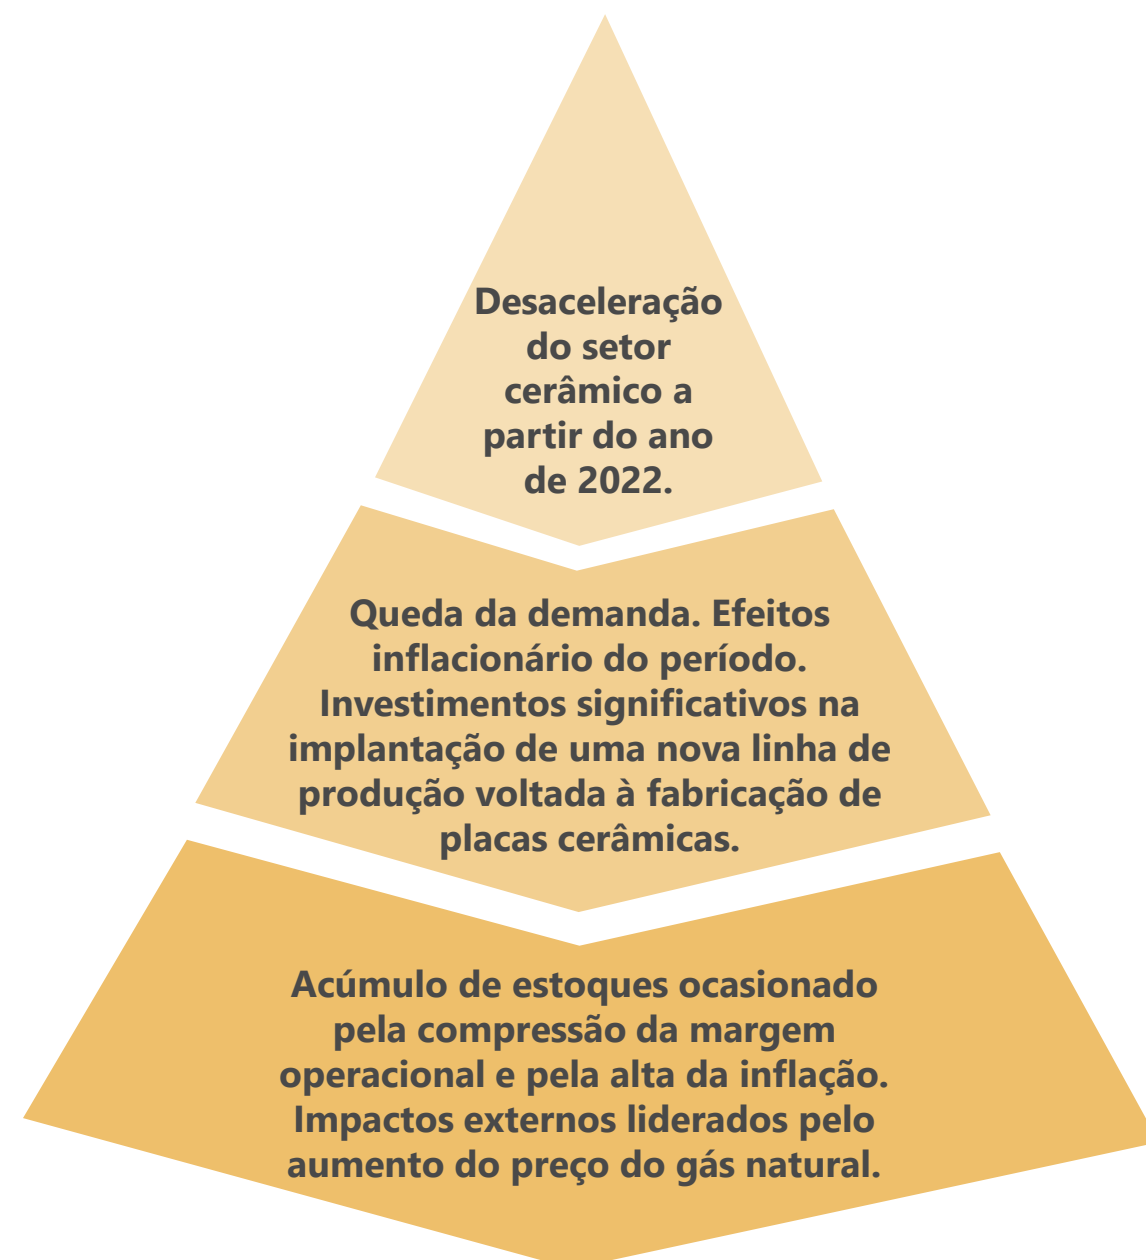 Desaceleração
do setor
cerâmico a
partir do ano
de 2022.
Queda da demanda. Efeitos
inflacionário do período.
Investimentos significativos na
implantação de uma nova linha de
produção voltada à fabricação de
placas cerâmicas.
Acúmulo de estoques ocasionado
pela compressão da margem
operacional e pela alta da inflação.
Impactos externos liderados pelo
aumento do preço do gás natural.